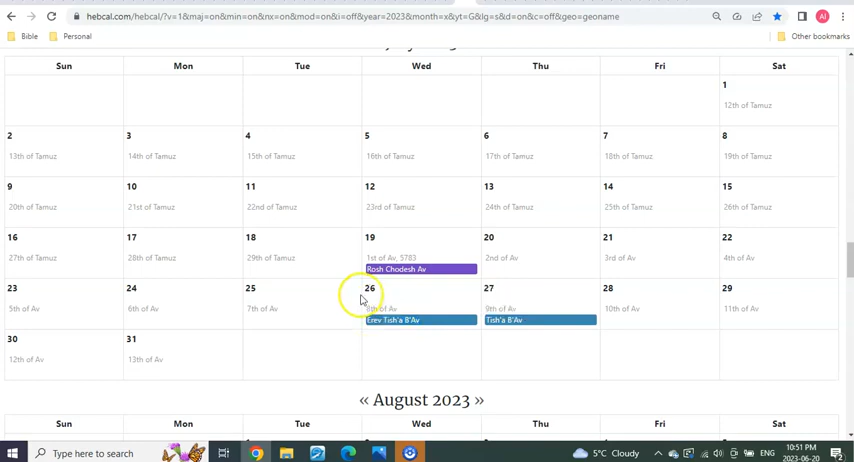 hebcal.com/hebcal/?v=1&maj=on&min=on&nx=on&mod=on&i=off&year=2023&month=x&yt=G&lg=s&d=on&c=off&geo=geoname
AI
Bible Personal Other bookmarks
Sun Mon Tue Wed Thu Fri Sat
1
12th of Tamuz
2 3 4 5 6 7 8
13th of Tamuz 14th of Tamuz 15th of Tamuz 16th of Tamuz 17th of Tamuz 18th of Tamuz 19th of Tamuz
9 10 11 12 13 14 15
20th of Tamuz 21st of Tamuz 22nd of Tamuz 23rd of Tamuz 24th of Tamuz 25th of Tamuz 26th of Tamuz
16 17 18 19 20 21 22
27th of Tamuz 28th of Tamuz 29th of Tamuz 1st of Av, 5783 2nd of Av 3rd of Av 4th of Av
Rosh Chodesh Av
23 24 25 26 27 28 29
5th of Av 6th of Av 7th of Av 8th of Av 9th of Av 10th of Av 11th of Av
Erev Tish'a B'Av Tish'a B'Av
30 31
12th of Av 13th of Av
« August 2023 »
Sun Mon Tue Wed Thu Fri Sat
Type here to search 5°C Cloudy ENG 10:51 PM
2023-06-20
2